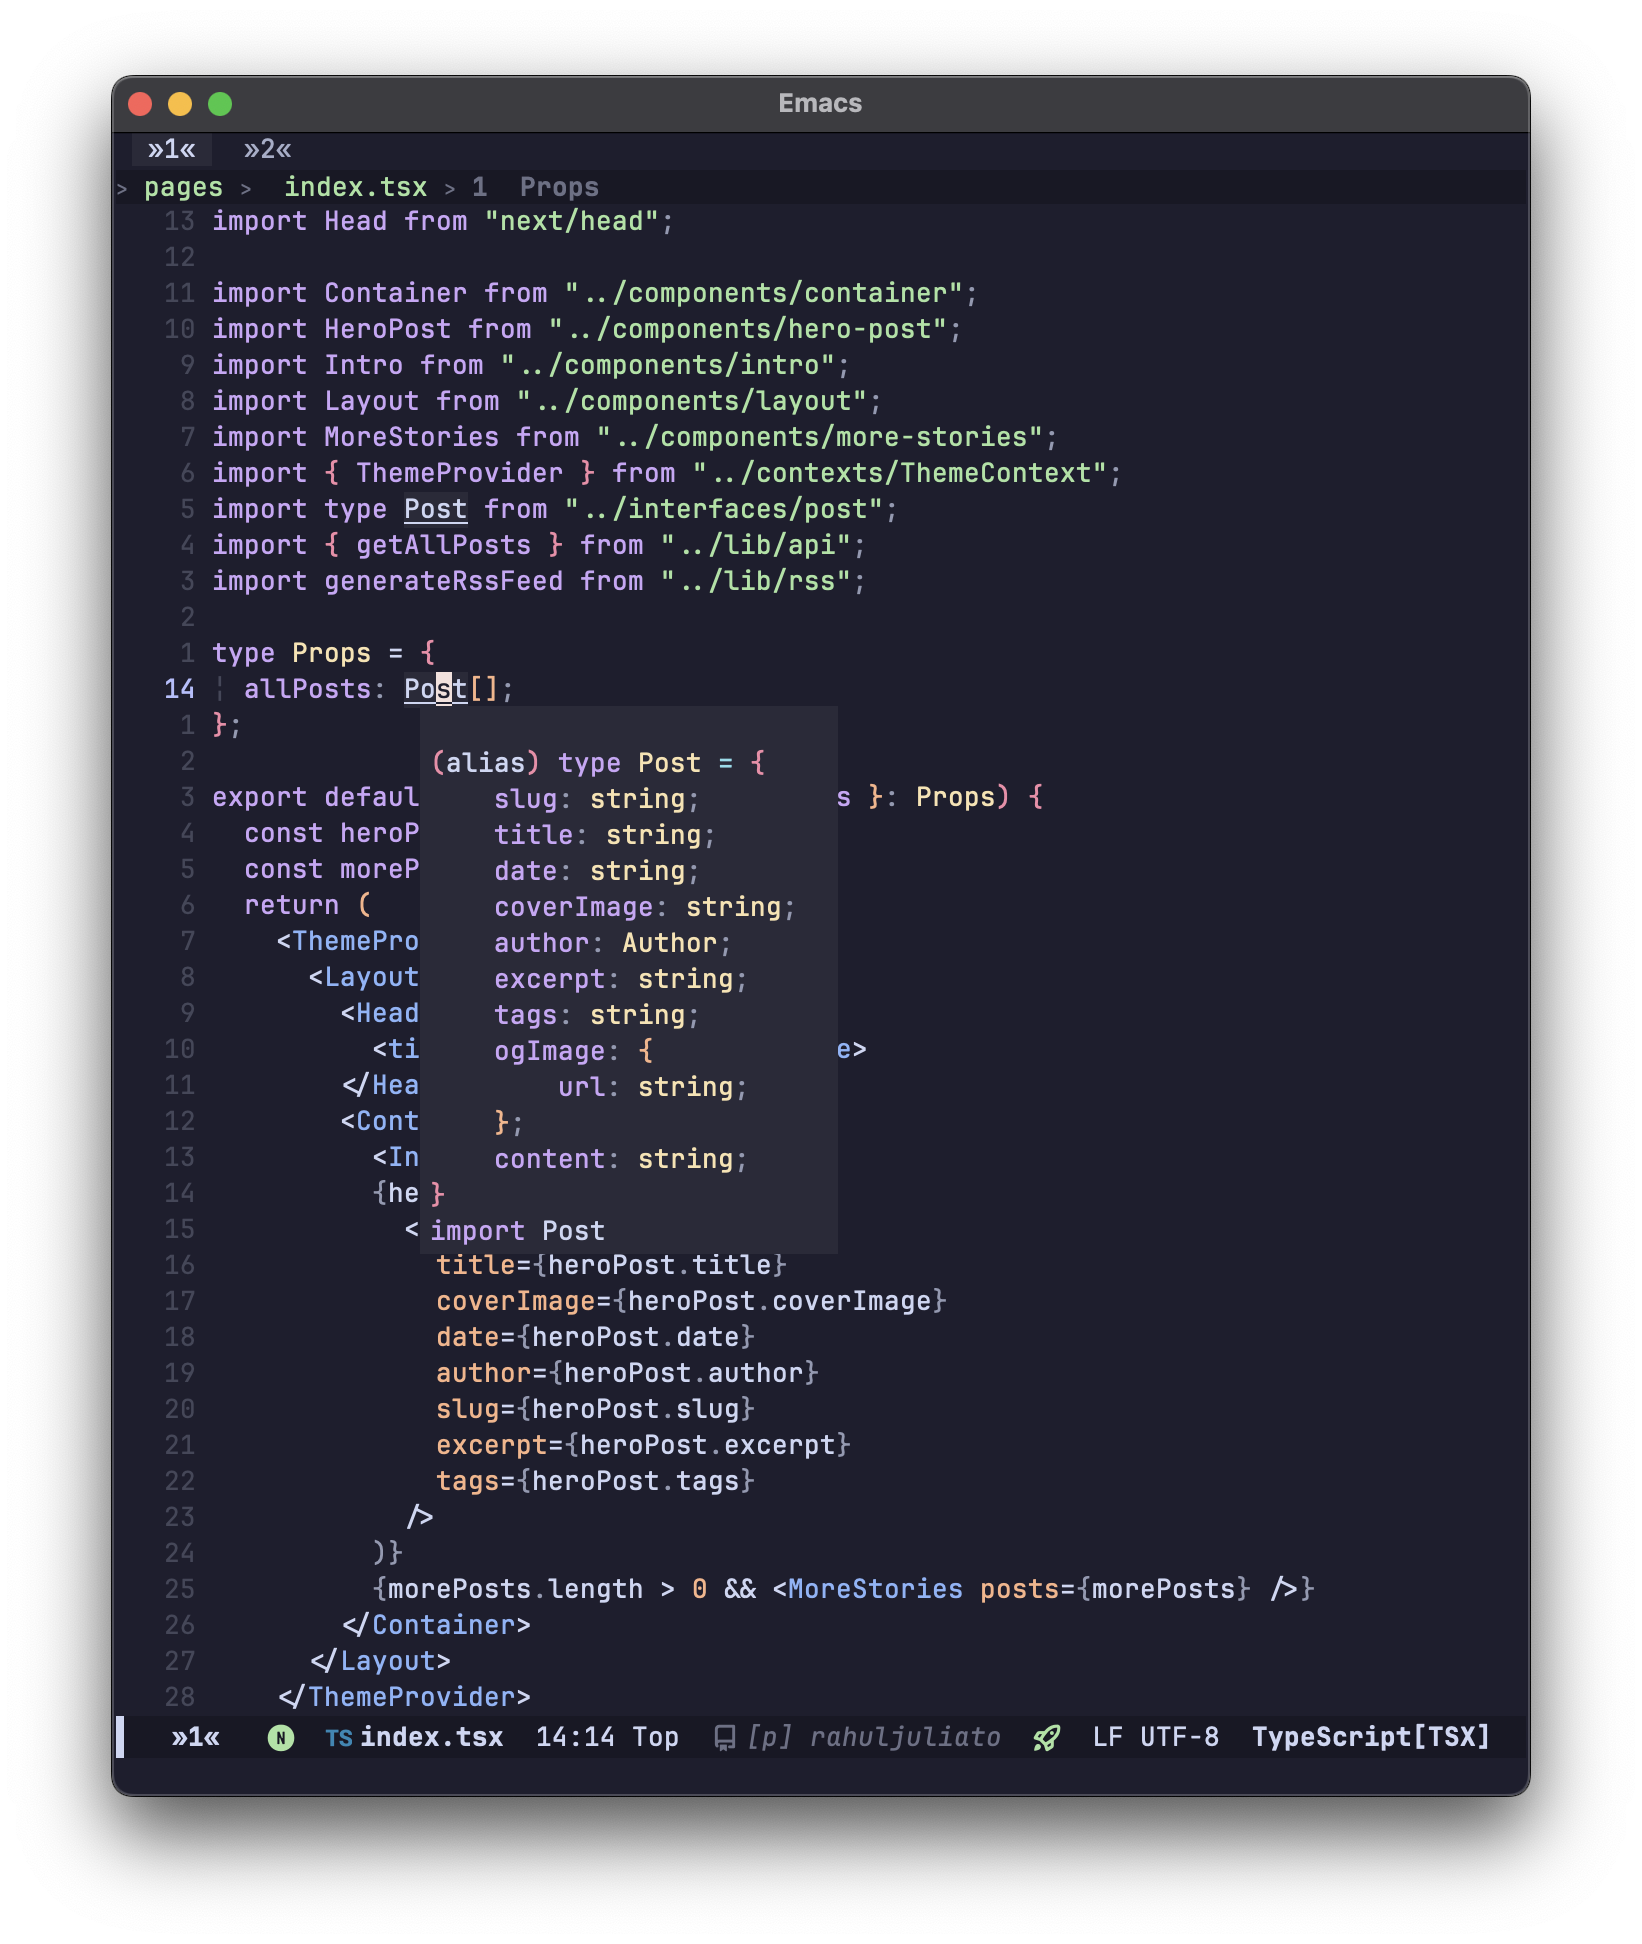 Emacs
»1« »2«
> pages > index.tsx > 1 Props
13 import Head from "next/head";
12
11 import Container from "../components/container";
10 import HeroPost from "../components/hero-post";
9 import Intro from "../components/intro";
8 import Layout from "../components/layout";
7 import MoreStories from "../components/more-stories";
6 import { ThemeProvider } from "../contexts/ThemeContext";
5 import type Post from "../interfaces/post";
4 import { getAllPosts } from "../lib/api";
3 import generateRssFeed from "../lib/rss";
2
1 type Props = {
14 ¦ allPosts: Post[];
1 };
2
(alias) type Post = {
3 export defaul slug: string; s }: Props) {
4 const heroP title: string;
5 const moreP date: string;
6 return ( coverImage: string;
7 <ThemePro author: Author;
8 <Layout excerpt: string;
9 <Head tags: string;
10 <ti ogImage: { e>
11 </Hea url: string;
12 <Cont };
13 <In content: string;
14 {he }
15 < import Post
16 title={heroPost.title}
17 coverImage={heroPost.coverImage}
18 date={heroPost.date}
19 author={heroPost.author}
20 slug={heroPost.slug}
21 excerpt={heroPost.excerpt}
22 tags={heroPost.tags}
23 />
24 )}
25 {morePosts.length > 0 && <MoreStories posts={morePosts} />}
26 </Container>
27 </Layout>
28 </ThemeProvider>
»1« N TS index.tsx 14:14 Top [p] rahuljuliato LF UTF-8 TypeScript[TSX]